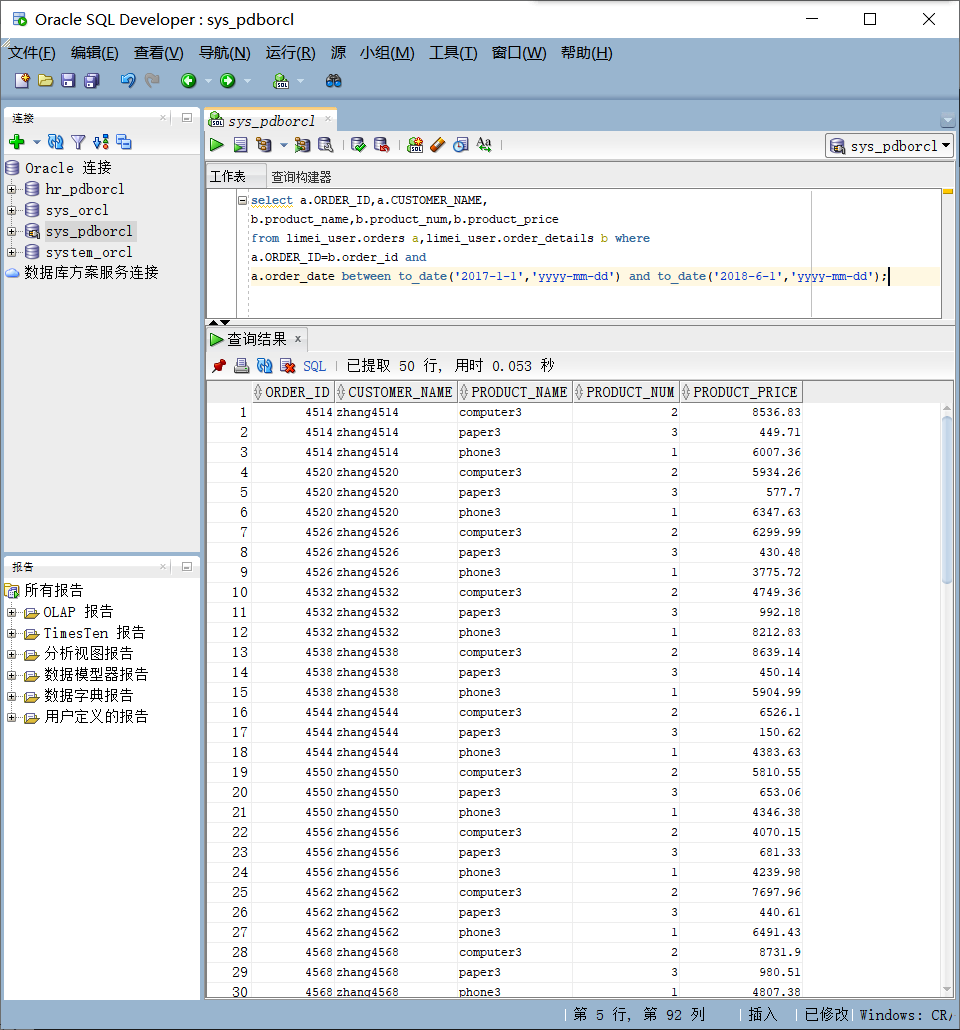 Oracle SQL Developer : sys_pdborcl
文件(F) 编辑(E) 查看(V) 导航(N) 运行(R) 源 小组(M) 工具(T) 窗口(W) 帮助(H)
连接
Oracle 连接
hr_pdborcl
sys_orcl
sys_pdborcl
system_orcl
数据库方案服务连接
报告
所有报告
OLAP 报告
TimesTen 报告
分析视图报告
数据模型器报告
数据字典报告
用户定义的报告
sys_pdborcl
sys_pdborcl
工作表 查询构建器
select a.ORDER_ID,a.CUSTOMER_NAME,
b.product_name,b.product_num,b.product_price
from limei_user.orders a,limei_user.order_details b where
a.ORDER_ID=b.order_id and
a.order_date between to_date('2017-1-1','yyyy-mm-dd') and to_date('2018-6-1','yyyy-mm-dd');
查询结果 x
SQL | 已提取 50 行, 用时 0.053 秒
ORDER_ID CUSTOMER_NAME PRODUCT_NAME PRODUCT_NUM PRODUCT_PRICE
1 4514 zhang4514 computer3 2 8536.83
2 4514 zhang4514 paper3 3 449.71
3 4514 zhang4514 phone3 1 6007.36
4 4520 zhang4520 computer3 2 5934.26
5 4520 zhang4520 paper3 3 577.7
6 4520 zhang4520 phone3 1 6347.63
7 4526 zhang4526 computer3 2 6299.99
8 4526 zhang4526 paper3 3 430.48
9 4526 zhang4526 phone3 1 3775.72
10 4532 zhang4532 computer3 2 4749.36
11 4532 zhang4532 paper3 3 992.18
12 4532 zhang4532 phone3 1 8212.83
13 4538 zhang4538 computer3 2 8639.14
14 4538 zhang4538 paper3 3 450.14
15 4538 zhang4538 phone3 1 5904.99
16 4544 zhang4544 computer3 2 6526.1
17 4544 zhang4544 paper3 3 150.62
18 4544 zhang4544 phone3 1 4383.63
19 4550 zhang4550 computer3 2 5810.55
20 4550 zhang4550 paper3 3 653.06
21 4550 zhang4550 phone3 1 4346.38
22 4556 zhang4556 computer3 2 4070.15
23 4556 zhang4556 paper3 3 681.33
24 4556 zhang4556 phone3 1 4239.98
25 4562 zhang4562 computer3 2 7697.96
26 4562 zhang4562 paper3 3 440.61
27 4562 zhang4562 phone3 1 6491.43
28 4568 zhang4568 computer3 2 8731.9
29 4568 zhang4568 paper3 3 980.51
30 4568 zhang4568 phone3 1 4807.38
第 5 行, 第 92 列 | 插入 | 已修改 | Windows: CR/